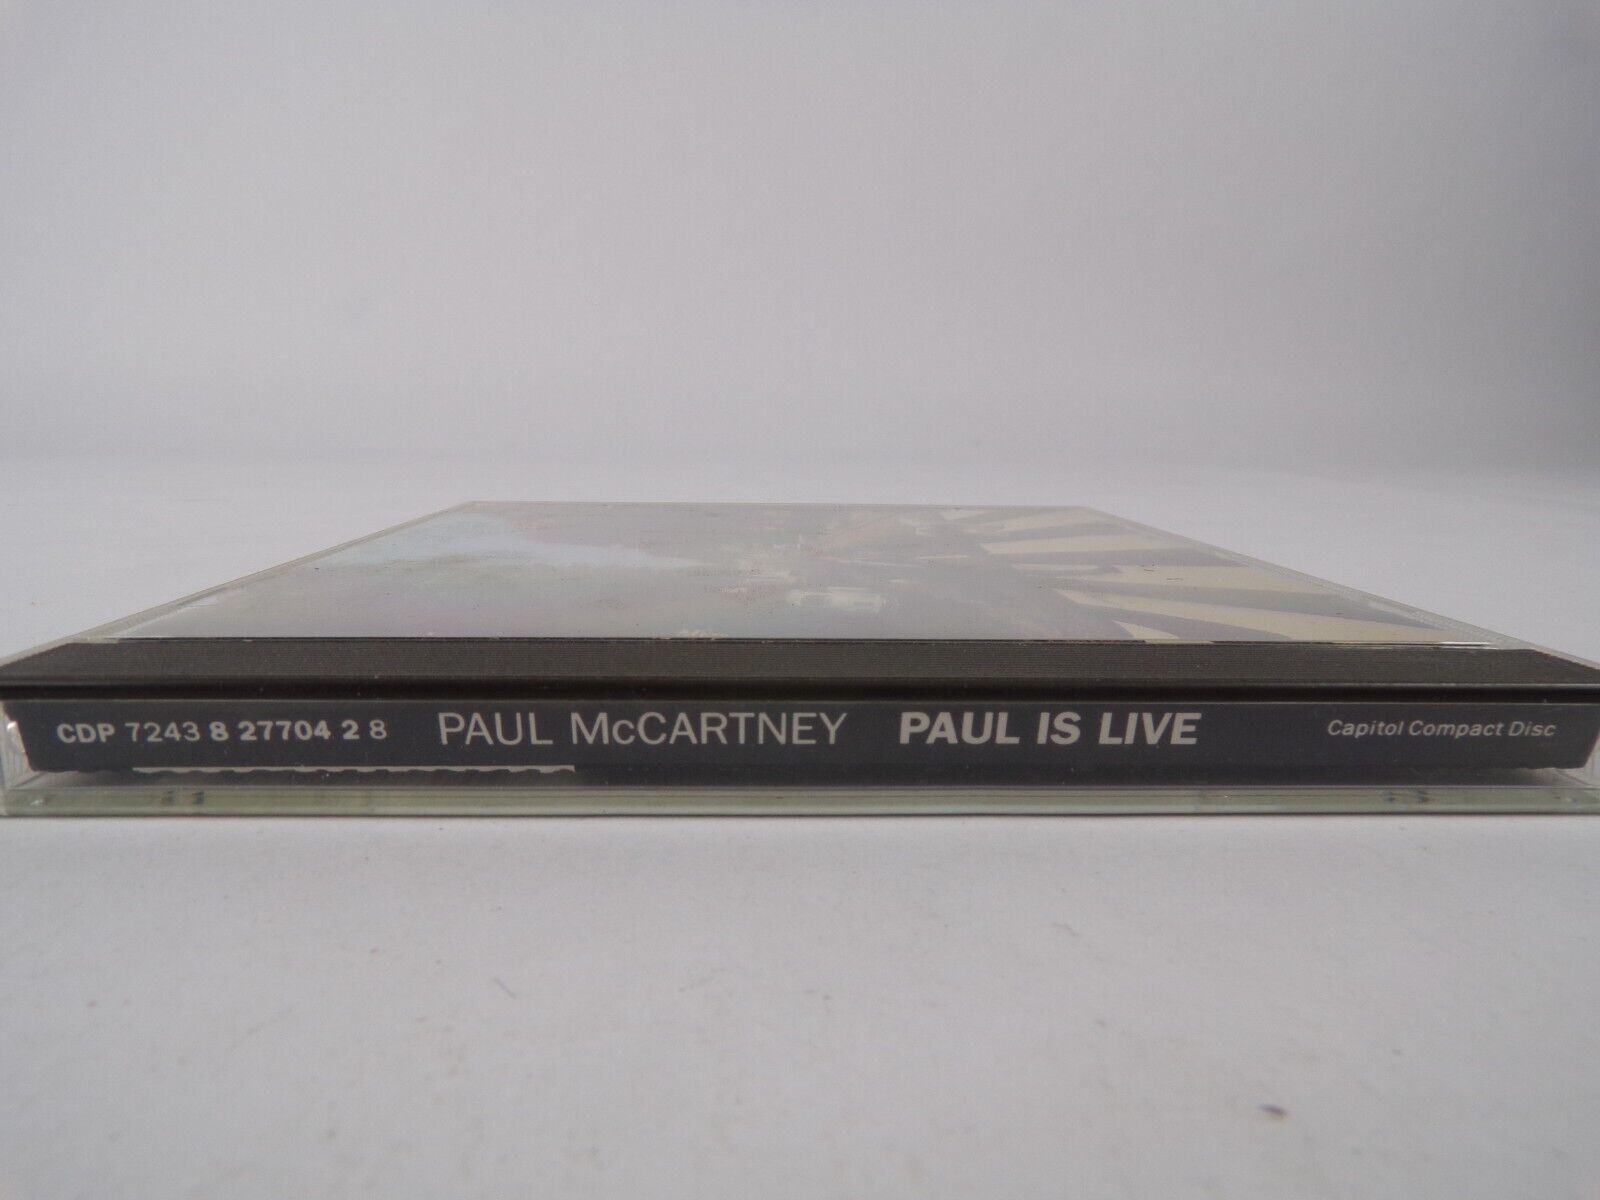 CDP 7243 8 27704 2 8 PAUL McCARTNEY PAUL IS LIVE Capitol Compact Disc